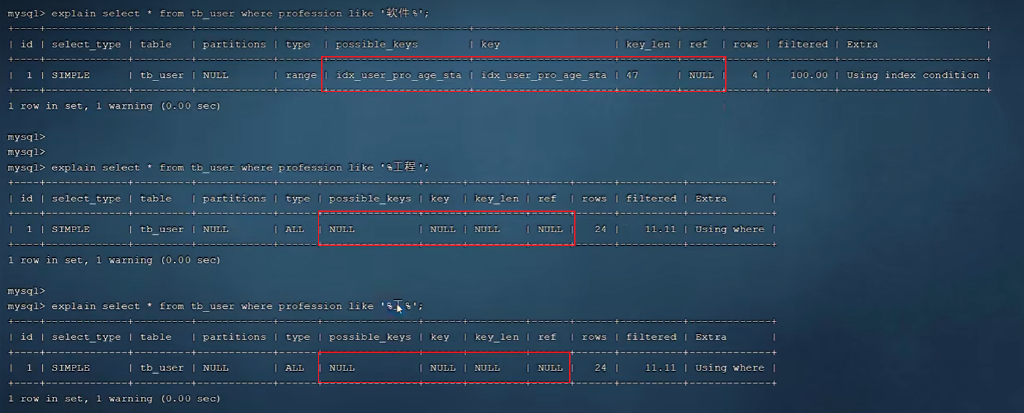 mysql> explain select * from tb_user where profession like '软件%';
+----+-------------+---------+------------+-------+----------------------+----------------------+---------+------+------+----------+-----------------------+
| id | select_type | table | partitions | type | possible_keys | key | key_len | ref | rows | filtered | Extra |
+----+-------------+---------+------------+-------+----------------------+----------------------+---------+------+------+----------+-----------------------+
| 1 | SIMPLE | tb_user | NULL | range | idx_user_pro_age_sta | idx_user_pro_age_sta | 47 | NULL | 4 | 100.00 | Using index condition |
+----+-------------+---------+------------+-------+----------------------+----------------------+---------+------+------+----------+-----------------------+
1 row in set, 1 warning (0.00 sec)
mysql>
mysql>
mysql> explain select * from tb_user where profession like '%工程';
+----+-------------+---------+------------+------+---------------+------+---------+------+------+----------+-------------+
| id | select_type | table | partitions | type | possible_keys | key | key_len | ref | rows | filtered | Extra |
+----+-------------+---------+------------+------+---------------+------+---------+------+------+----------+-------------+
| 1 | SIMPLE | tb_user | NULL | ALL | NULL | NULL | NULL | NULL | 24 | 11.11 | Using where |
+----+-------------+---------+------------+------+---------------+------+---------+------+------+----------+-------------+
1 row in set, 1 warning (0.00 sec)
mysql>
mysql> explain select * from tb_user where profession like '%工%';
+----+-------------+---------+------------+------+---------------+------+---------+------+------+----------+-------------+
| id | select_type | table | partitions | type | possible_keys | key | key_len | ref | rows | filtered | Extra |
+----+-------------+---------+------------+------+---------------+------+---------+------+------+----------+-------------+
| 1 | SIMPLE | tb_user | NULL | ALL | NULL | NULL | NULL | NULL | 24 | 11.11 | Using where |
+----+-------------+---------+------------+------+---------------+------+---------+------+------+----------+-------------+
1 row in set, 1 warning (0.00 sec)